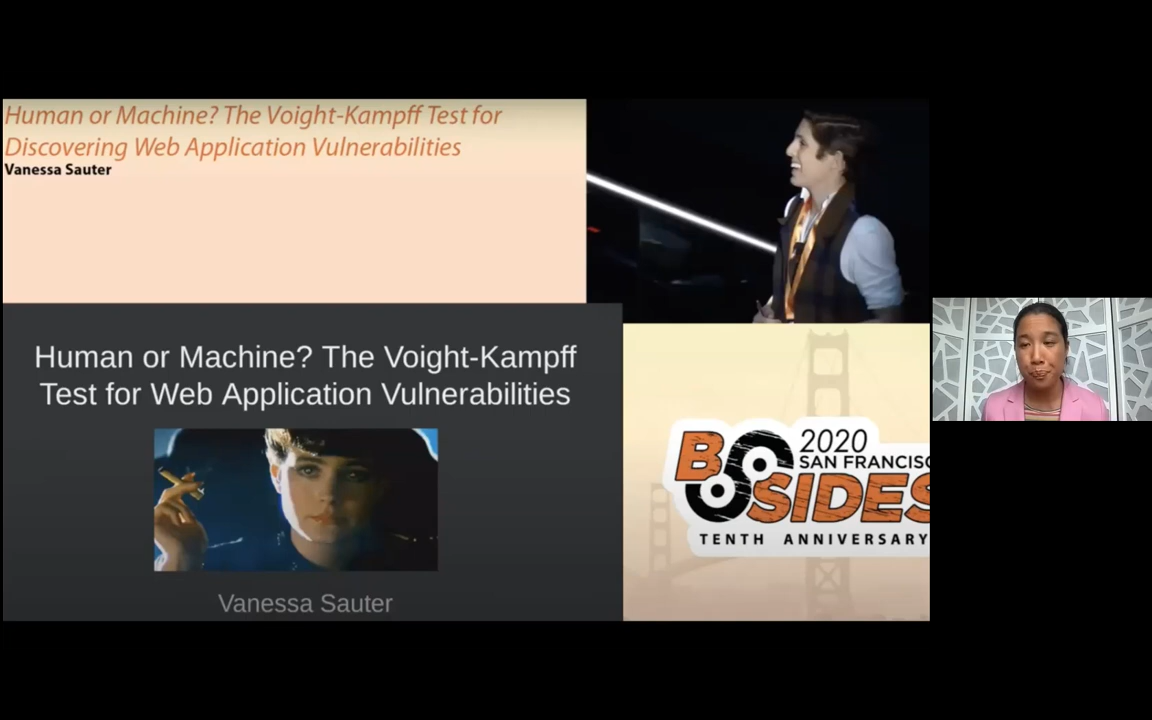 Human or Machine? The Voight-Kampff Test for
Discovering Web Application Vulnerabilities
Vanessa Sauter
Human or Machine? The Voight-Kampff
Test for Web Application Vulnerabilities
Vanessa Sauter
2020
SAN FRANCISC
BSIDES
TENTH ANNIVERSARY